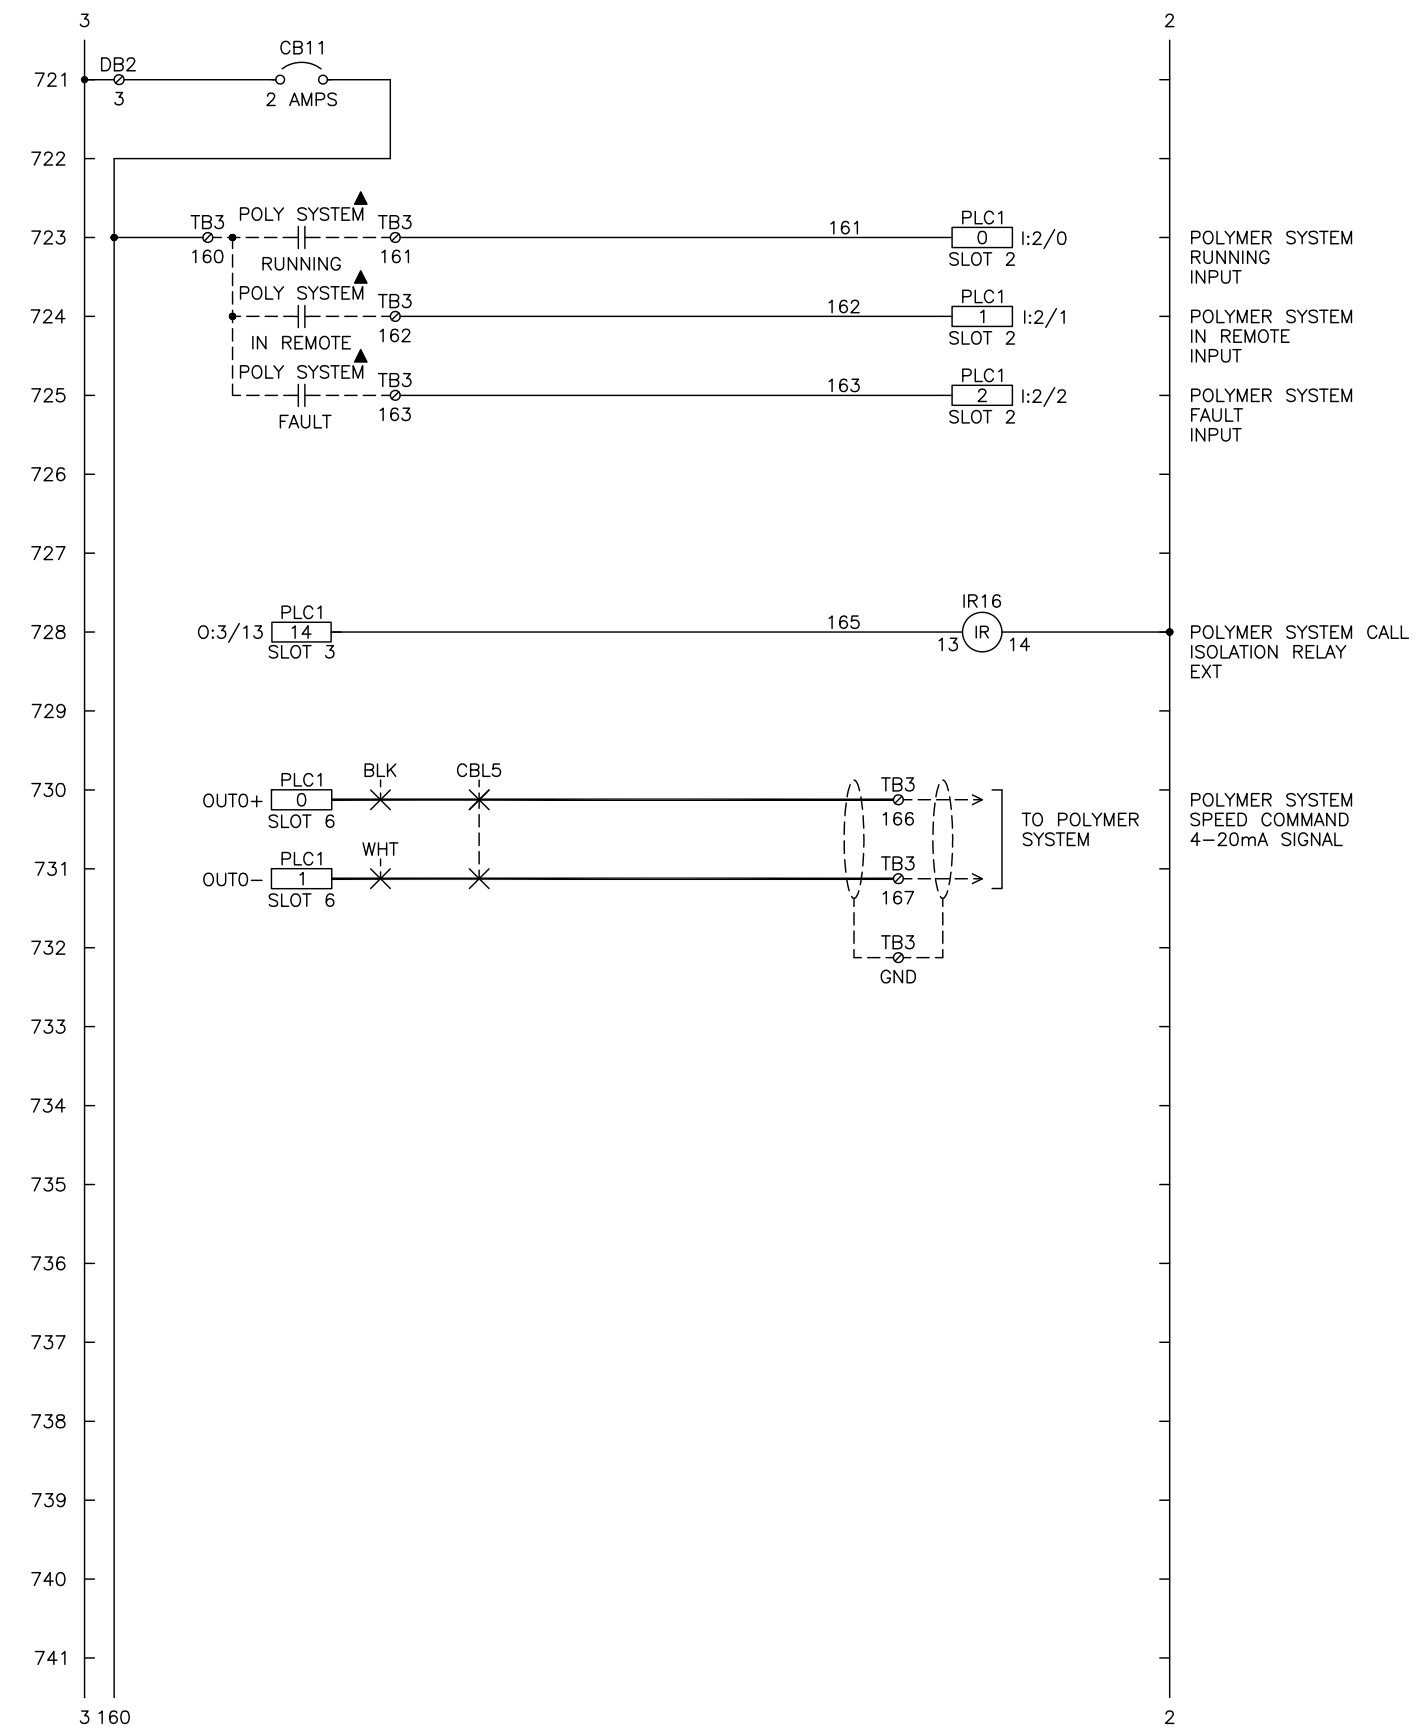 3
2
CB11
721
DB2
3
2 AMPS
722
POLY SYSTEM
723
TB3
160
TB3
161
161
PLC1
0
I:2/0
SLOT 2
POLYMER SYSTEM
RUNNING
INPUT
RUNNING
POLY SYSTEM
724
TB3
162
162
PLC1
1
I:2/1
SLOT 2
POLYMER SYSTEM
IN REMOTE
INPUT
IN REMOTE
POLY SYSTEM
725
TB3
163
163
PLC1
2
I:2/2
SLOT 2
POLYMER SYSTEM
FAULT
INPUT
FAULT
726
727
728
O:3/13
PLC1
14
SLOT 3
165
IR16
13
IR
14
POLYMER SYSTEM CALL
ISOLATION RELAY
EXT
729
730
OUT0+
PLC1
0
SLOT 6
BLK
CBL5
TB3
166
TO POLYMER
SYSTEM
POLYMER SYSTEM
SPEED COMMAND
4-20mA SIGNAL
731
OUT0-
PLC1
1
SLOT 6
WHT
TB3
167
732
TB3
GND
733
734
735
736
737
738
739
740
741
3 160
2